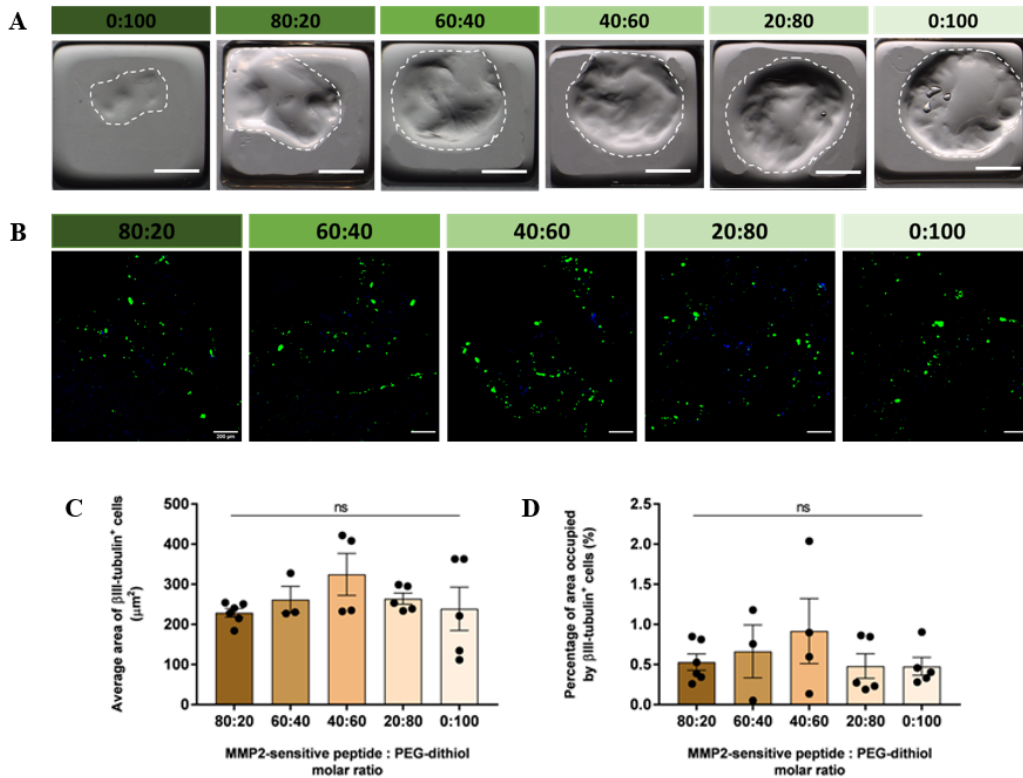 A
0:100 80:20 60:40 40:60 20:80 0:100
B
80:20 60:40 40:60 20:80 0:100
200 µm
C
ns
Average area of βIII-tubulin⁺ cells
(µm²)
500
400
300
200
100
0
80:20 60:40 40:60 20:80 0:100
MMP2-sensitive peptide : PEG-dithiol
molar ratio
D
ns
Percentage of area occupied
by βIII-tubulin⁺ cells (%)
2.5
2.0
1.5
1.0
0.5
0.0
80:20 60:40 40:60 20:80 0:100
MMP2-sensitive peptide : PEG-dithiol
molar ratio